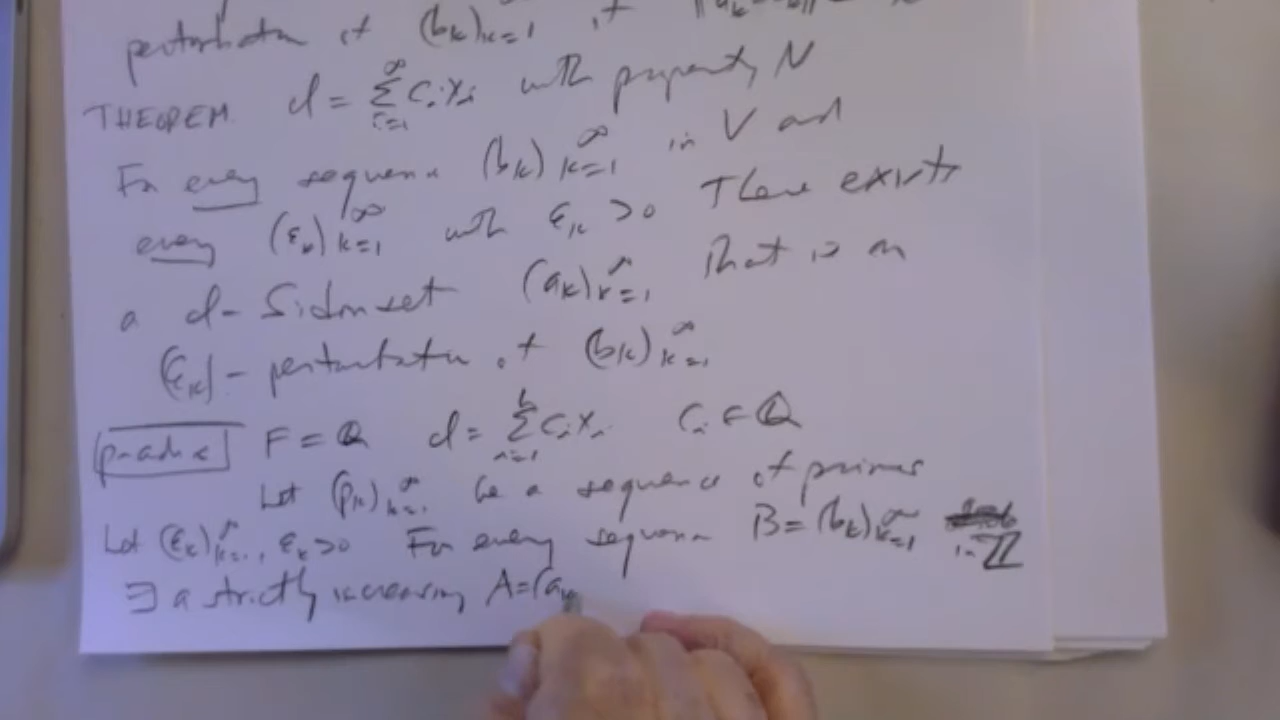 perturbation of (b_k)_{k=1}^∞ if
THEOREM d = \sum_{i=1}^∞ c_i x_i with property N
For every sequence (b_k)_{k=1}^∞ in V and
every (ε_k)_{k=1}^∞ with ε_k > 0 There exists
a d-Sidon set (a_k)_{k=1}^∞ that is an
(ε_k)-perturbation of (b_k)_{k=1}^∞
p-adic F = ℚ d = \sum_{i=1}^h c_i x_i c_i ∈ ℚ
Let (p_k)_{k=1}^∞ be a sequence of primes
Let (ε_k)_{k=1}^∞, ε_k > 0 For every sequence B = (b_k)_{k=1}^∞ in ℤ
∃ a strictly increasing A = (a_k